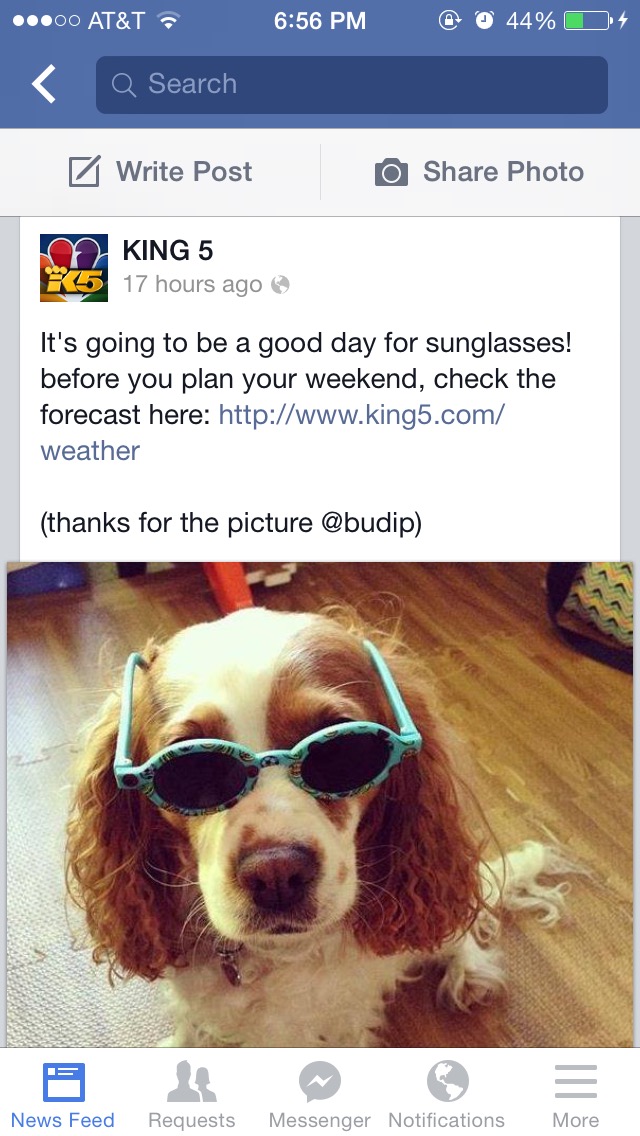 AT&T 6:56 PM 44%
Search
Write Post Share Photo
K5
KING 5
17 hours ago
It's going to be a good day for sunglasses!
before you plan your weekend, check the
forecast here: http://www.king5.com/
weather
(thanks for the picture @budip)
News Feed Requests Messenger Notifications More